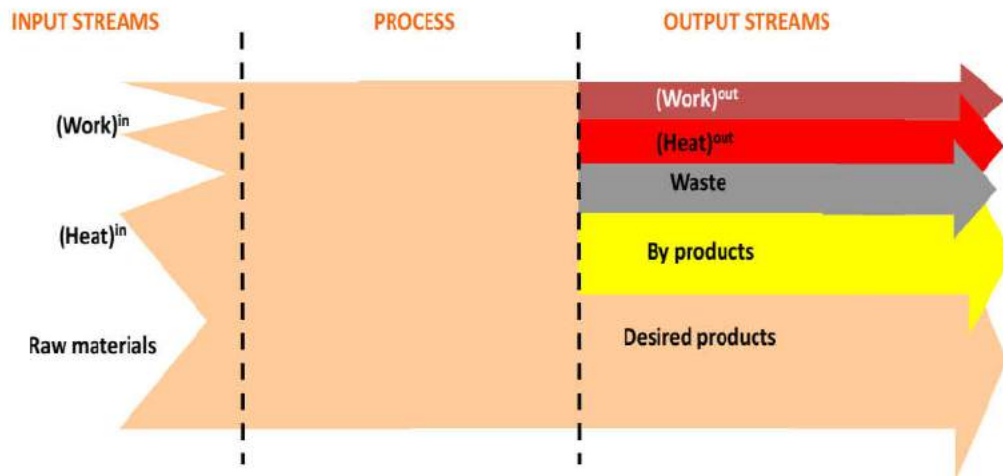 INPUT STREAMS
PROCESS
OUTPUT STREAMS
(Work)in
(Heat)in
Raw materials
(Work)out
(Heat)out
Waste
By products
Desired products